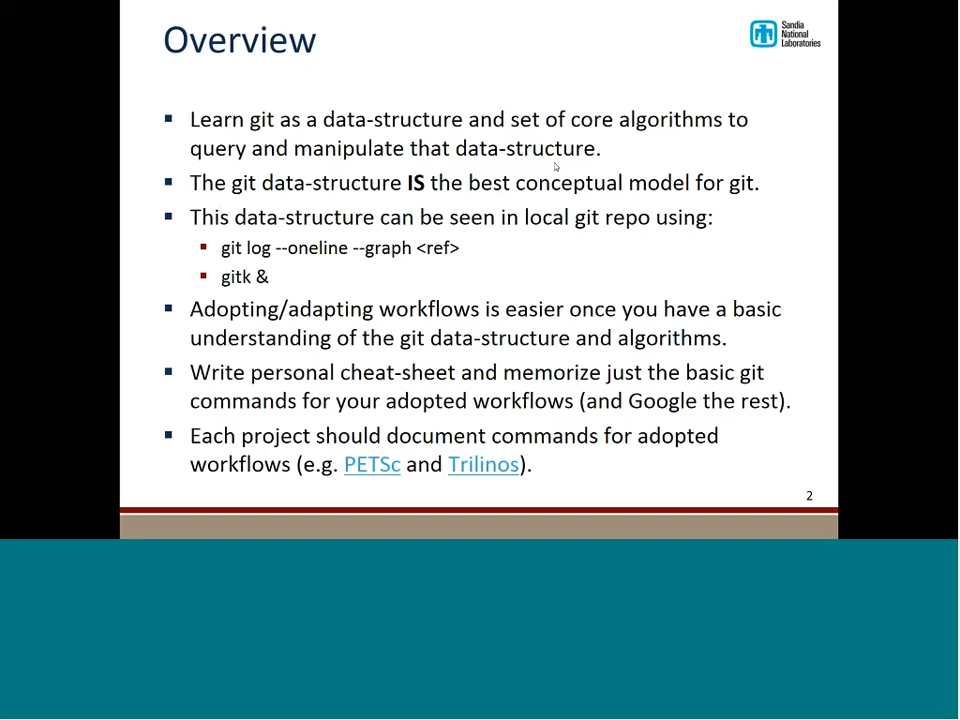 Overview
Sandia
National
Laboratories
▪ Learn git as a data-structure and set of core algorithms to
query and manipulate that data-structure.
▪ The git data-structure IS the best conceptual model for git.
▪ This data-structure can be seen in local git repo using:
▪ git log --oneline --graph <ref>
▪ gitk &
▪ Adopting/adapting workflows is easier once you have a basic
understanding of the git data-structure and algorithms.
▪ Write personal cheat-sheet and memorize just the basic git
commands for your adopted workflows (and Google the rest).
▪ Each project should document commands for adopted
workflows (e.g. PETSc and Trilinos).
2